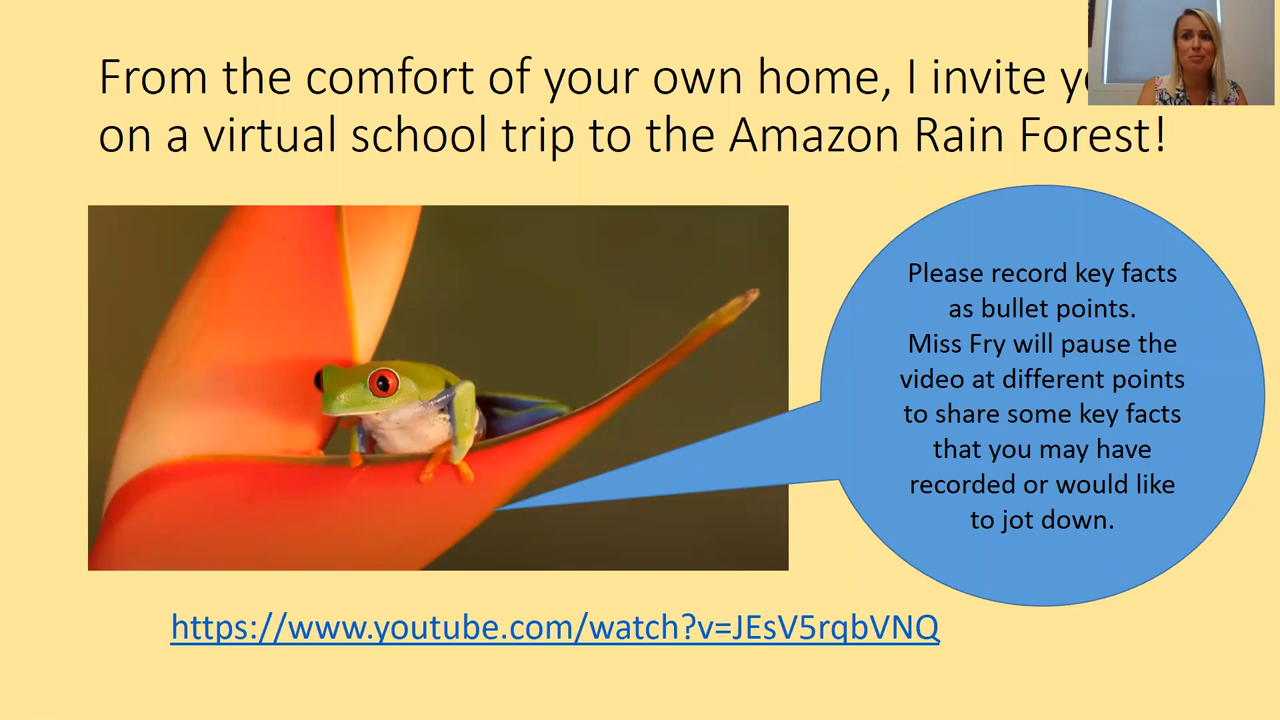 From the comfort of your own home, I invite
on a virtual school trip to the Amazon Rain Forest!
Please record key facts
as bullet points.
Miss Fry will pause the
video at different points
to share some key facts
that you may have
recorded or would like
to jot down.
https://www.youtube.com/watch?v=JEsV5rqbVNQ